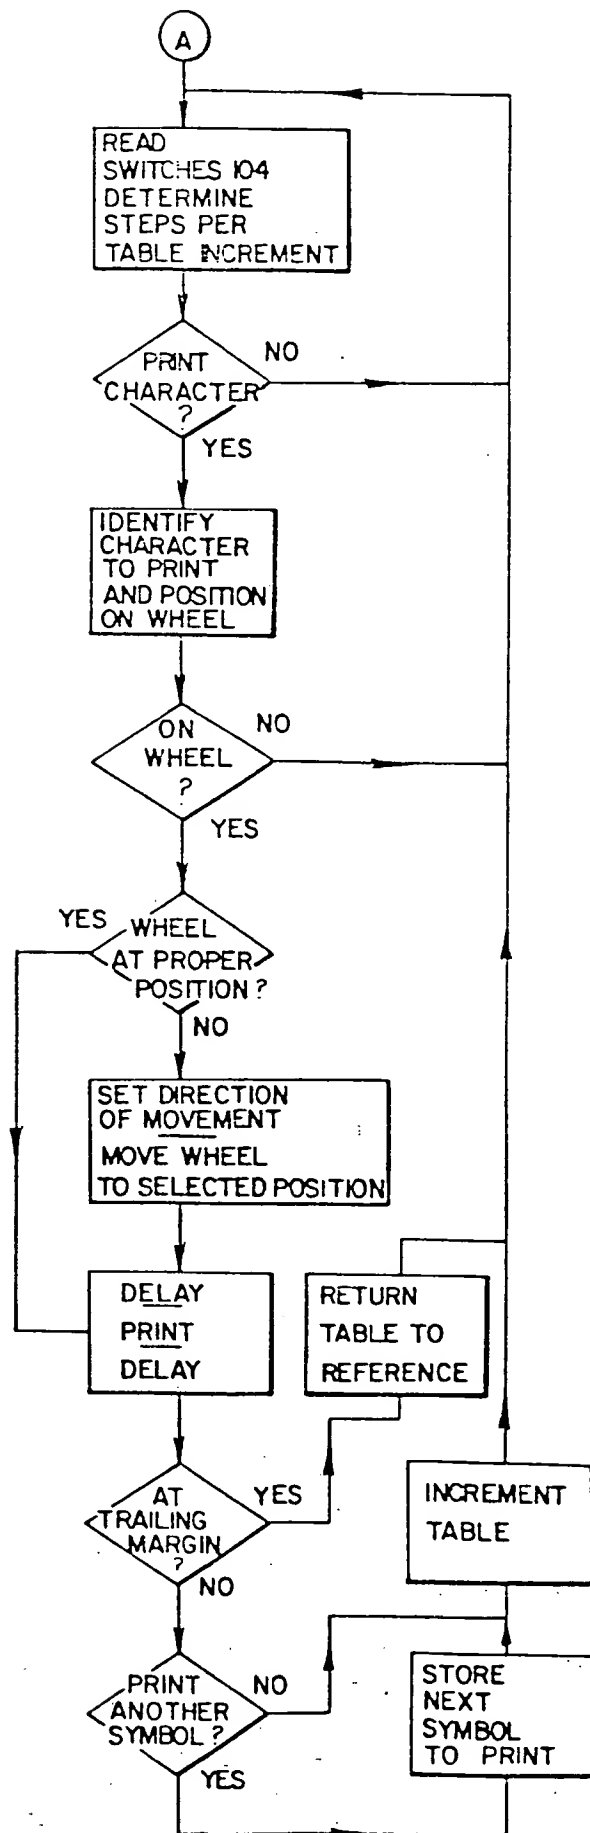 A
READ
SWITCHES 104
DETERMINE
STEPS PER
TABLE INCREMENT
PRINT
CHARACTER
?
NO
YES
IDENTIFY
CHARACTER
TO PRINT
AND POSITION
ON WHEEL
ON
WHEEL
?
NO
YES
YES
WHEEL
AT PROPER
POSITION ?
NO
SET DIRECTION
OF MOVEMENT
MOVE WHEEL
TO SELECTED POSITION
DELAY
PRINT
DELAY
RETURN
TABLE TO
REFERENCE
AT
TRAILING
MARGIN
?
YES
NO
INCREMENT
TABLE
PRINT
ANOTHER
SYMBOL ?
NO
YES
STORE
NEXT
SYMBOL
TO PRINT